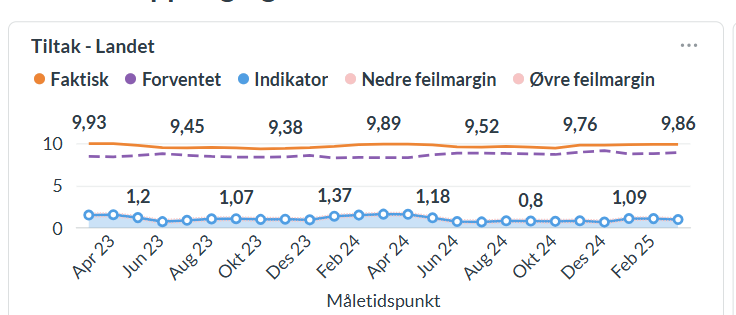 Tiltak - Landet
Faktisk Forventet Indikator Nedre feilmargin Øvre feilmargin
9,93 9,45 9,38 9,89 9,52 9,76 9,86
10
5
1,2 1,07 1,37 1,18 0,8 1,09
0
Apr 23 Jun 23 Aug 23 Okt 23 Des 23 Feb 24 Apr 24 Jun 24 Aug 24 Okt 24 Des 24 Feb 25
Måletidspunkt